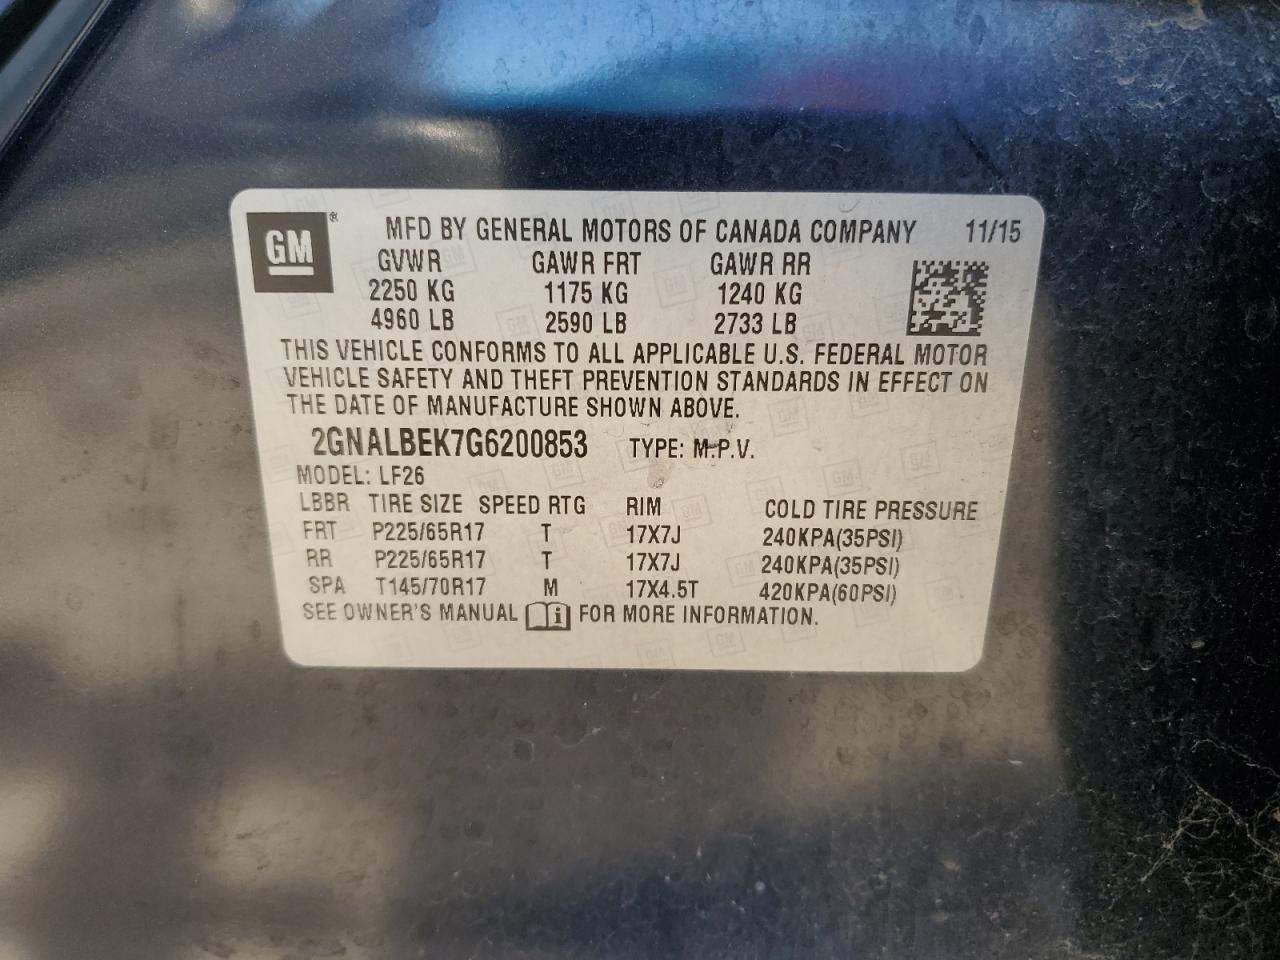 GM ® MFD BY GENERAL MOTORS OF CANADA COMPANY 11/15
GVWR GAWR FRT GAWR RR
2250 KG 1175 KG 1240 KG
4960 LB 2590 LB 2733 LB
THIS VEHICLE CONFORMS TO ALL APPLICABLE U.S. FEDERAL MOTOR
VEHICLE SAFETY AND THEFT PREVENTION STANDARDS IN EFFECT ON
THE DATE OF MANUFACTURE SHOWN ABOVE.
2GNALBEK7G6200853 TYPE: M.P.V.
MODEL: LF26
LBBR TIRE SIZE SPEED RTG RIM COLD TIRE PRESSURE
FRT P225/65R17 T 17X7J 240KPA(35PSI)
RR P225/65R17 T 17X7J 240KPA(35PSI)
SPA T145/70R17 M 17X4.5T 420KPA(60PSI)
SEE OWNER'S MANUAL i FOR MORE INFORMATION.